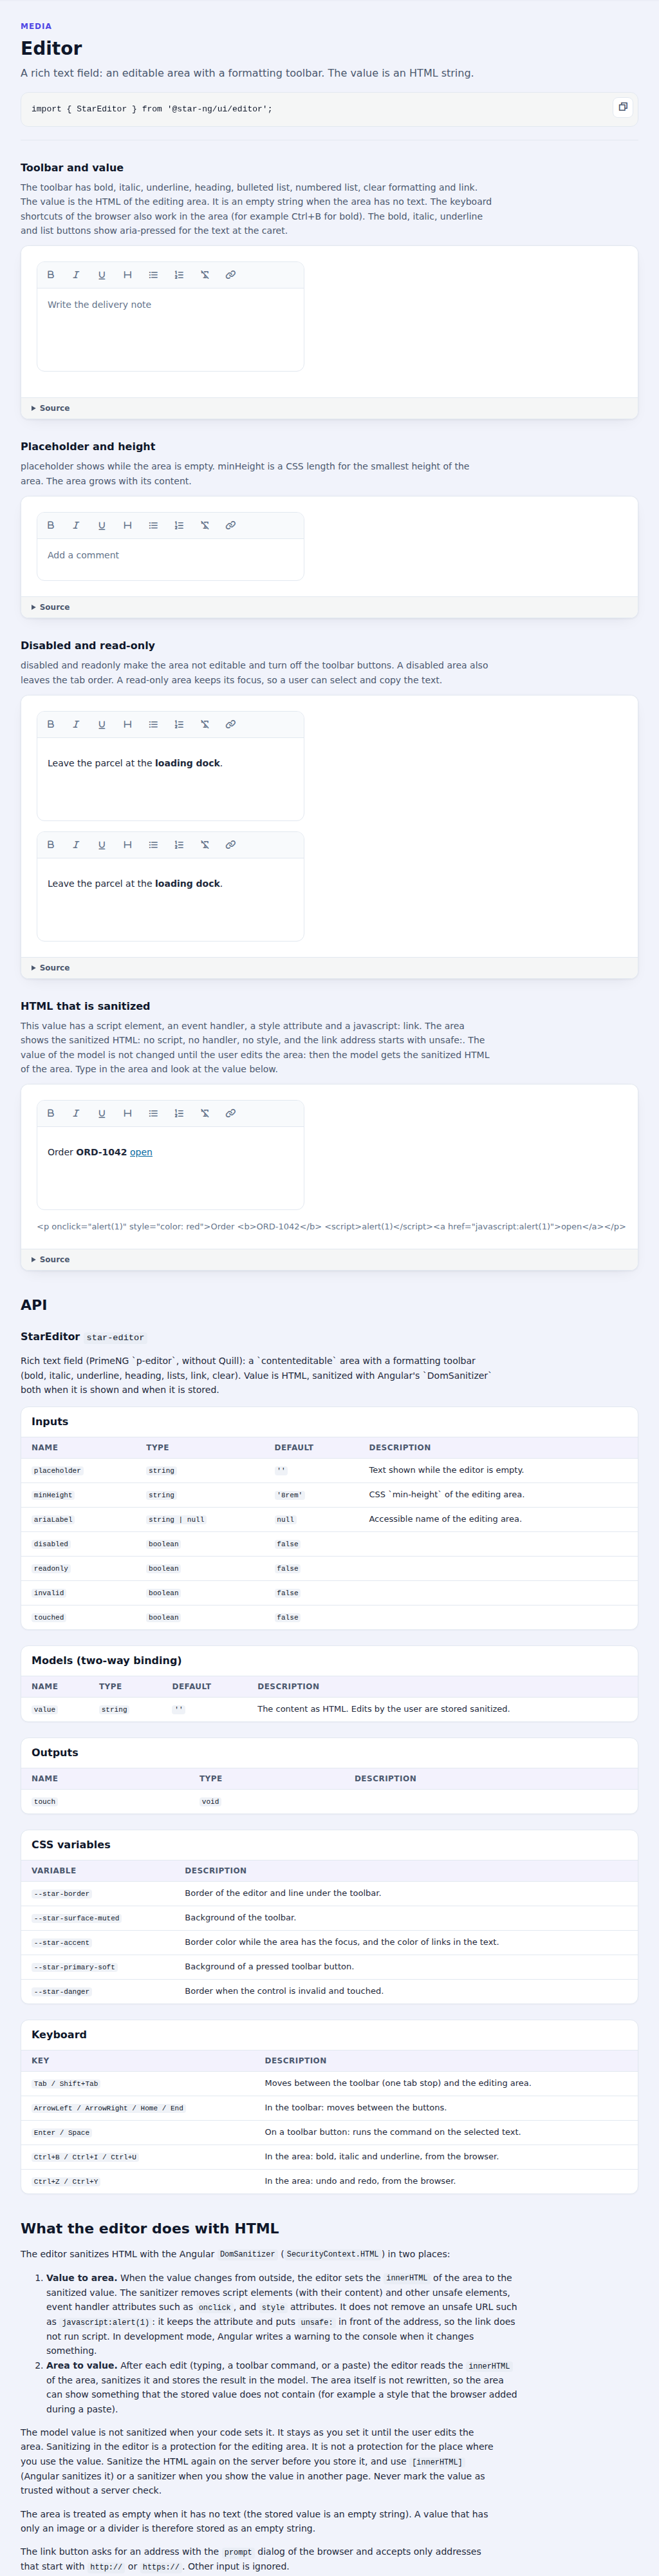 MEDIA
Editor
A rich text field: an editable area with a formatting toolbar. The value is an HTML string.
import { StarEditor } from '@star-ng/ui/editor';
Toolbar and value
The toolbar has bold, italic, underline, heading, bulleted list, numbered list, clear formatting and link.
The value is the HTML of the editing area. It is an empty string when the area has no text. The keyboard
shortcuts of the browser also work in the area (for example Ctrl+B for bold). The bold, italic, underline
and list buttons show aria-pressed for the text at the caret.
Write the delivery note
Source
Placeholder and height
placeholder shows while the area is empty. minHeight is a CSS length for the smallest height of the
area. The area grows with its content.
Add a comment
Source
Disabled and read-only
disabled and readonly make the area not editable and turn off the toolbar buttons. A disabled area also
leaves the tab order. A read-only area keeps its focus, so a user can select and copy the text.
Leave the parcel at the loading dock.
Leave the parcel at the loading dock.
Source
HTML that is sanitized
This value has a script element, an event handler, a style attribute and a javascript: link. The area
shows the sanitized HTML: no script, no handler, no style, and the link address starts with unsafe:. The
value of the model is not changed until the user edits the area: then the model gets the sanitized HTML
of the area. Type in the area and look at the value below.
Order ORD-1042 open
<p onclick="alert(1)" style="color: red">Order <b>ORD-1042</b> <script>alert(1)</script><a href="javascript:alert(1)">open</a></p>
Source
API
StarEditor star-editor
Rich text field (PrimeNG `p-editor`, without Quill): a `contenteditable` area with a formatting toolbar
(bold, italic, underline, heading, lists, link, clear). Value is HTML, sanitized with Angular's `DomSanitizer`
both when it is shown and when it is stored.
Inputs
NAME TYPE DEFAULT DESCRIPTION
placeholder string '' Text shown while the editor is empty.
minHeight string '8rem' CSS `min-height` of the editing area.
ariaLabel string | null null Accessible name of the editing area.
disabled boolean false
readonly boolean false
invalid boolean false
touched boolean false
Models (two-way binding)
NAME TYPE DEFAULT DESCRIPTION
value string '' The content as HTML. Edits by the user are stored sanitized.
Outputs
NAME TYPE DESCRIPTION
touch void
CSS variables
VARIABLE DESCRIPTION
--star-border Border of the editor and line under the toolbar.
--star-surface-muted Background of the toolbar.
--star-accent Border color while the area has the focus, and the color of links in the text.
--star-primary-soft Background of a pressed toolbar button.
--star-danger Border when the control is invalid and touched.
Keyboard
KEY DESCRIPTION
Tab / Shift+Tab Moves between the toolbar (one tab stop) and the editing area.
ArrowLeft / ArrowRight / Home / End In the toolbar: moves between the buttons.
Enter / Space On a toolbar button: runs the command on the selected text.
Ctrl+B / Ctrl+I / Ctrl+U In the area: bold, italic and underline, from the browser.
Ctrl+Z / Ctrl+Y In the area: undo and redo, from the browser.
What the editor does with HTML
The editor sanitizes HTML with the Angular DomSanitizer (SecurityContext.HTML) in two places:
1. Value to area. When the value changes from outside, the editor sets the innerHTML of the area to the
sanitized value. The sanitizer removes script elements (with their content) and other unsafe elements,
event handler attributes such as onclick, and style attributes. It does not remove an unsafe URL such
as javascript:alert(1): it keeps the attribute and puts unsafe: in front of the address, so the link does
not run script. In development mode, Angular writes a warning to the console when it changes
something.
2. Area to value. After each edit (typing, a toolbar command, or a paste) the editor reads the innerHTML
of the area, sanitizes it and stores the result in the model. The area itself is not rewritten, so the area
can show something that the stored value does not contain (for example a style that the browser added
during a paste).
The model value is not sanitized when your code sets it. It stays as you set it until the user edits the
area. Sanitizing in the editor is a protection for the editing area. It is not a protection for the place where
you use the value. Sanitize the HTML again on the server before you store it, and use [innerHTML]
(Angular sanitizes it) or a sanitizer when you show the value in another page. Never mark the value as
trusted without a server check.
The area is treated as empty when it has no text (the stored value is an empty string). A value that has
only an image or a divider is therefore stored as an empty string.
The link button asks for an address with the prompt dialog of the browser and accepts only addresses
that start with http:// or https://. Other input is ignored.